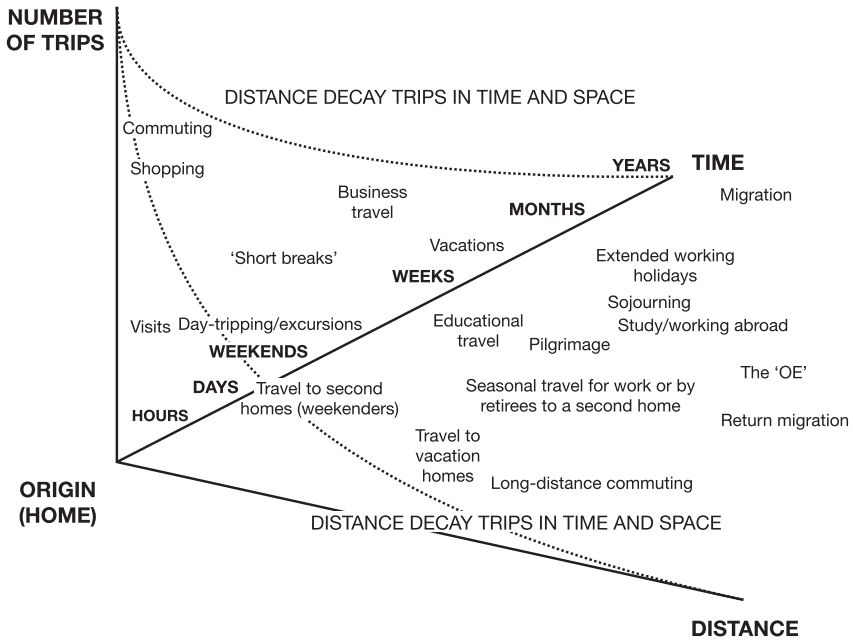 NUMBER
OF TRIPS
DISTANCE DECAY TRIPS IN TIME AND SPACE
Commuting
Shopping
YEARS
TIME
Migration
Business
travel
MONTHS
Vacations
‘Short breaks’
WEEKS
Extended working
holidays
Sojourning
Visits
Day-tripping/excursions
Educational
travel
Study/working abroad
Pilgrimage
WEEKENDS
The ‘OE’
DAYS
Travel to second
homes (weekenders)
Seasonal travel for work or by
retirees to a second home
HOURS
Return migration
Travel to
vacation
homes
Long-distance commuting
ORIGIN
(HOME)
DISTANCE DECAY TRIPS IN TIME AND SPACE
DISTANCE